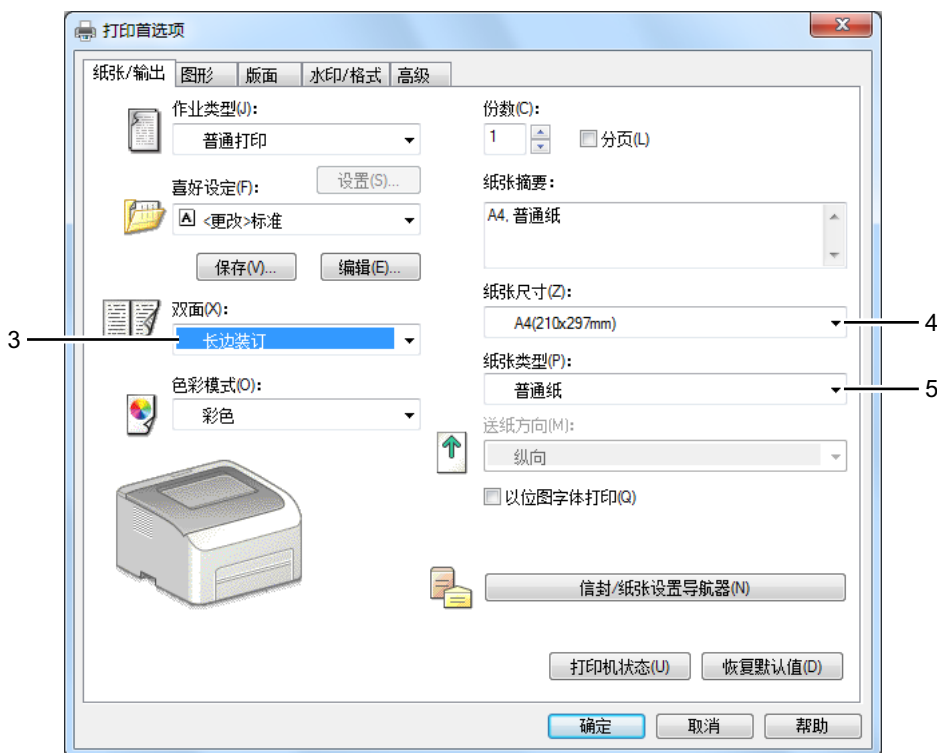 打印首选项
纸张/输出 图形 版面 水印/格式 高级
作业类型(J):
普通打印
喜好设定(F):
设置(S)...
A <更改>标准
保存(V)...
编辑(E)...
双面(X):
3
长边装订
色彩模式(O):
彩色
份数(C):
1
分页(L)
纸张摘要:
A4, 普通纸
纸张尺寸(Z):
A4(210x297mm)
4
纸张类型(P):
普通纸
5
送纸方向(M):
纵向
以位图字体打印(Q)
信封/纸张设置导航器(N)
打印机状态(U)
恢复默认值(D)
确定
取消
帮助